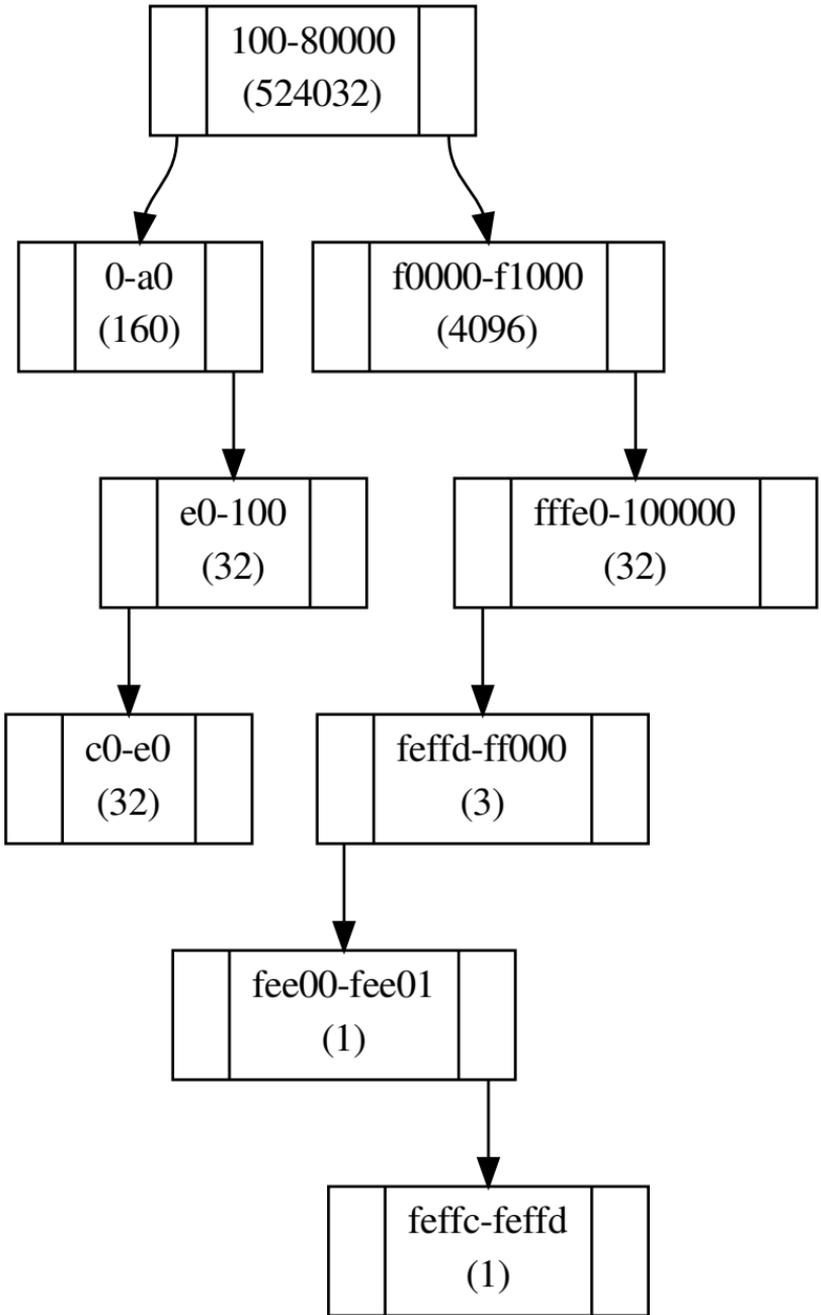 100-80000
(524032)
0-a0
(160)
f0000-f1000
(4096)
e0-100
(32)
fffe0-100000
(32)
c0-e0
(32)
feffd-ff000
(3)
fee00-fee01
(1)
feffc-feffd
(1)